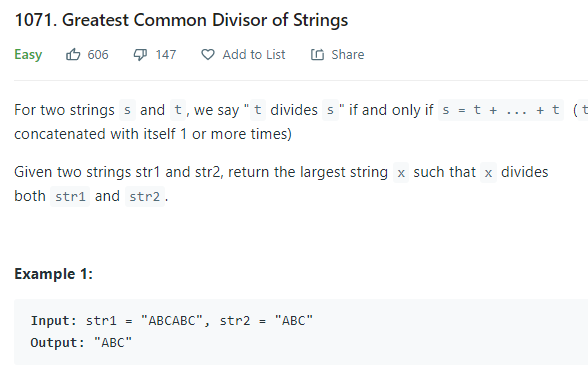 1071. Greatest Common Divisor of Strings
Easy 606 147 Add to List Share
For two strings s and t, we say "t divides s" if and only if s = t + ... + t (t
concatenated with itself 1 or more times)
Given two strings str1 and str2, return the largest string x such that x divides
both str1 and str2.
Example 1:
Input: str1 = "ABCABC", str2 = "ABC"
Output: "ABC"